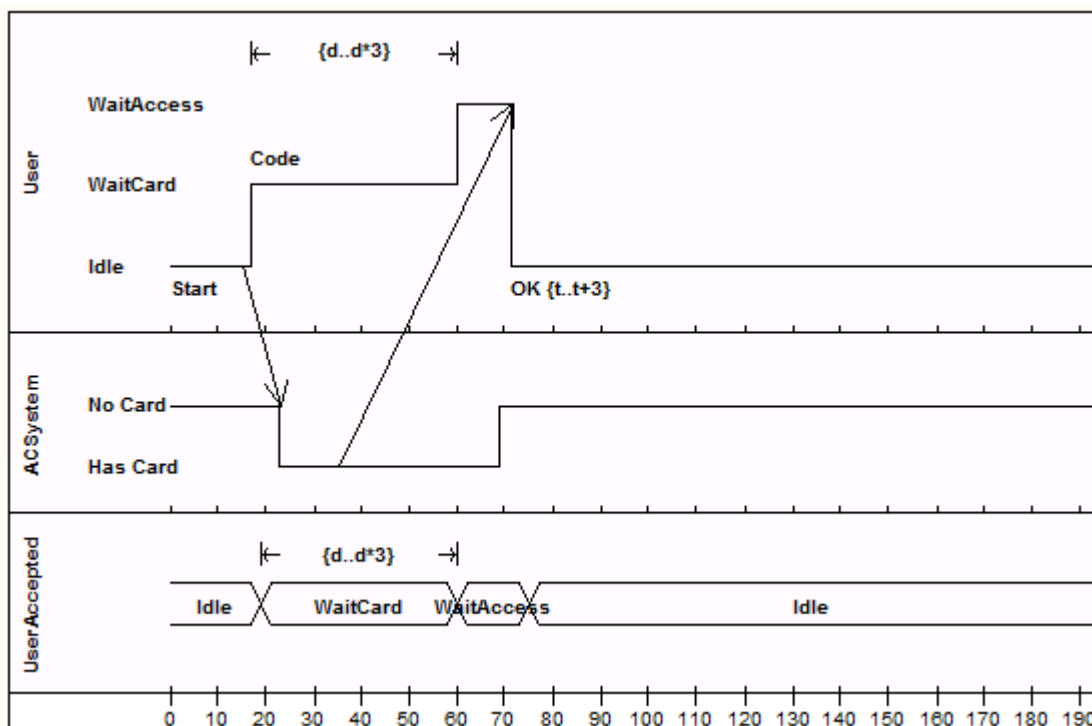 {d..d*3}
WaitAccess
Code
WaitCard
User
Idle
Start
OK {t..t+3}
No Card
ACSystem
Has Card
{d..d*3}
UserAccepted
Idle WaitCard WaitAccess Idle
0 10 20 30 40 50 60 70 80 90 100 110 120 130 140 150 160 170 180